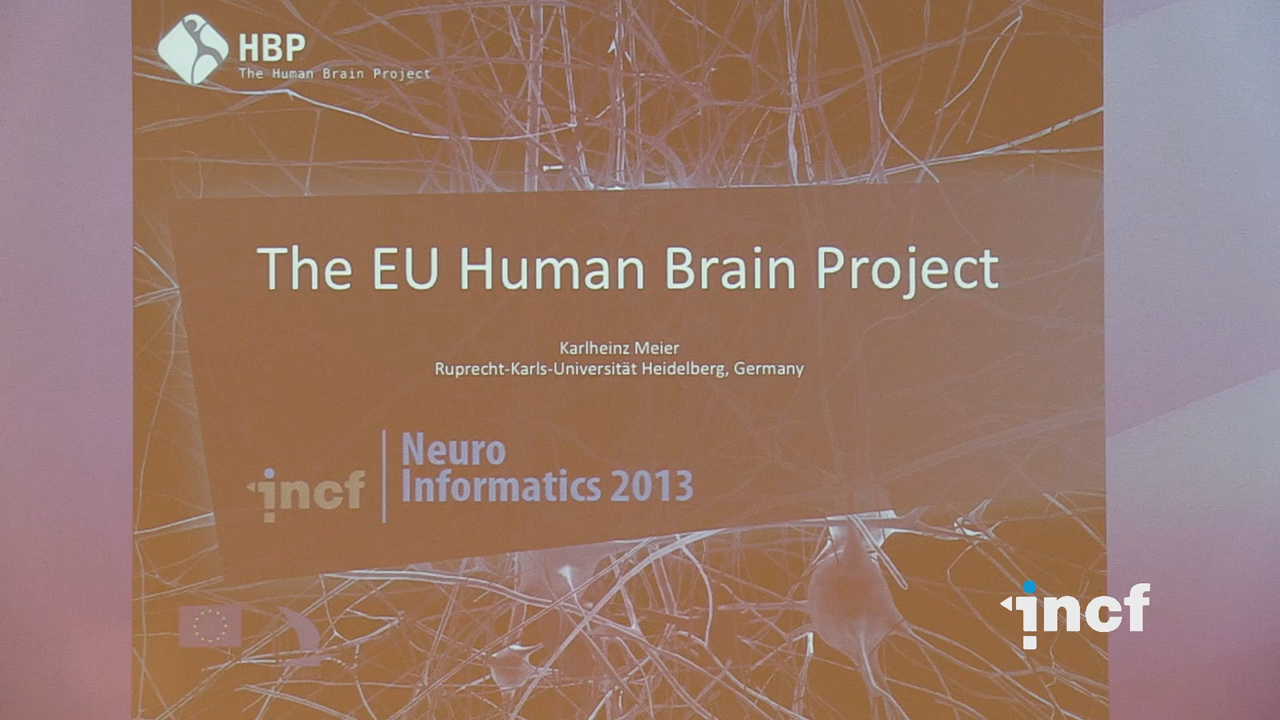 HBP
The Human Brain Project
The EU Human Brain Project
Karlheinz Meier
Ruprecht-Karls-Universität Heidelberg, Germany
incf
Neuro
Informatics 2013
incf